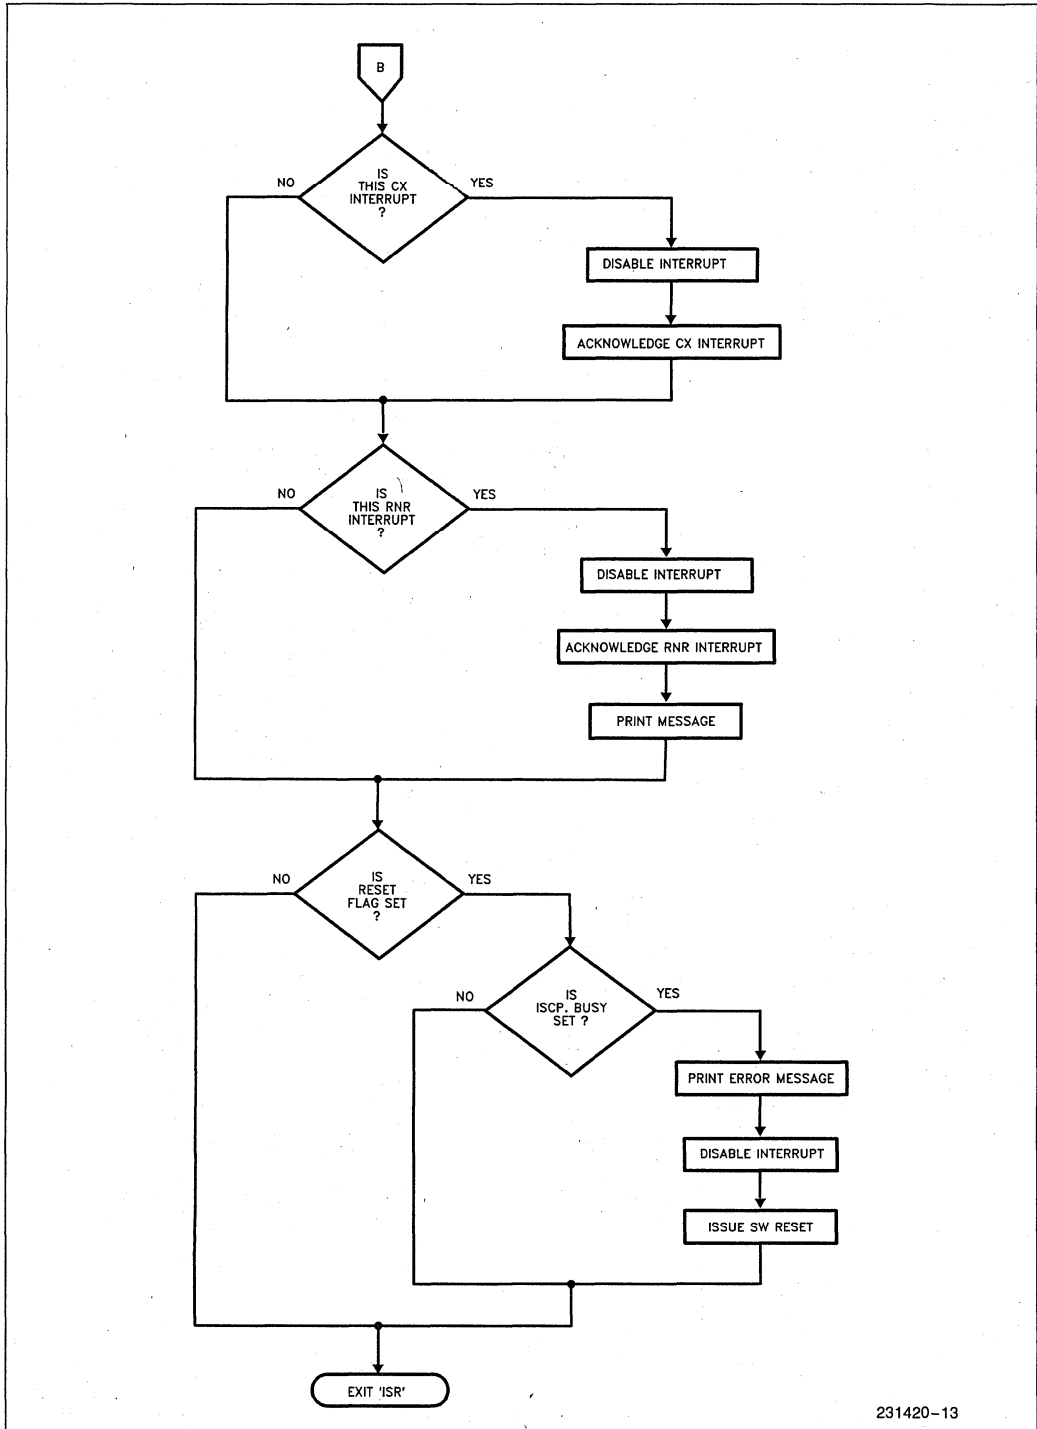 B
IS
THIS CX
INTERRUPT
?
NO
YES
DISABLE INTERRUPT
ACKNOWLEDGE CX INTERRUPT
IS
THIS RNR
INTERRUPT
?
NO
YES
DISABLE INTERRUPT
ACKNOWLEDGE RNR INTERRUPT
PRINT MESSAGE
IS
RESET
FLAG SET
?
NO
YES
IS
ISCP. BUSY
SET ?
NO
YES
PRINT ERROR MESSAGE
DISABLE INTERRUPT
ISSUE SW RESET
EXIT 'ISR'
231420-13